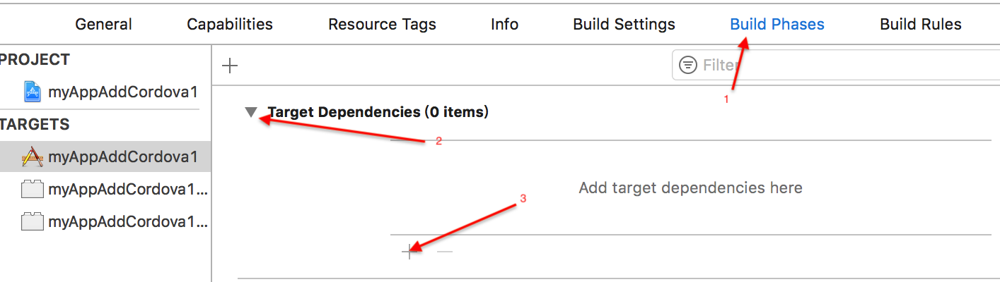 General Capabilities Resource Tags Info Build Settings Build Phases Build Rules
PROJECT
Filter
myAppAddCordova1
1
Target Dependencies (0 items)
TARGETS
2
myAppAddCordova1
myAppAddCordova1...
Add target dependencies here
3
myAppAddCordova1...